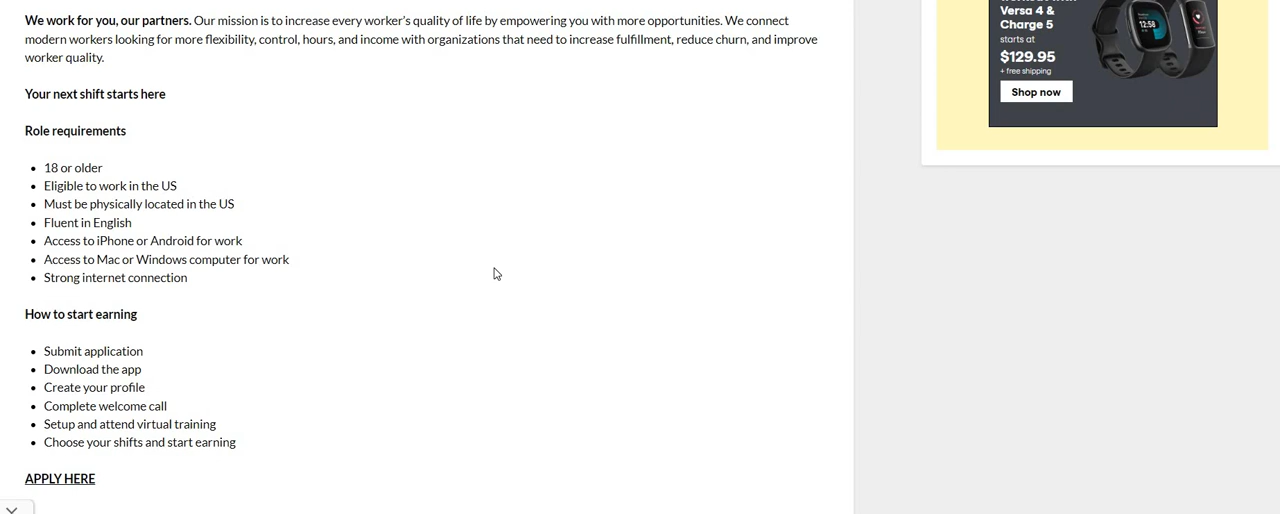 We work for you, our partners. Our mission is to increase every worker's quality of life by empowering you with more opportunities. We connect
modern workers looking for more flexibility, control, hours, and income with organizations that need to increase fulfillment, reduce churn, and improve
worker quality.
Your next shift starts here
Role requirements
• 18 or older
• Eligible to work in the US
• Must be physically located in the US
• Fluent in English
• Access to iPhone or Android for work
• Access to Mac or Windows computer for work
• Strong internet connection
How to start earning
• Submit application
• Download the app
• Create your profile
• Complete welcome call
• Setup and attend virtual training
• Choose your shifts and start earning
APPLY HERE
Versa 4 &
Charge 5
starts at
$129.95
+ free shipping
Shop now
12:58